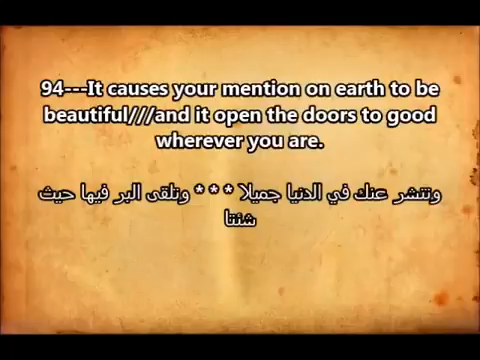 94---It causes your mention on earth to be
beautiful///and it open the doors to good
wherever you are.
وتنشر عنك في الدنيا جميلا * * * وتلقى البر فيها حيث
شئتا